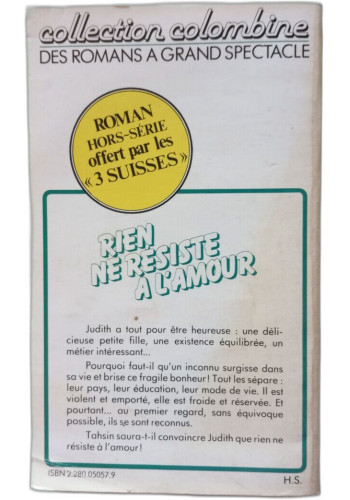 collection colombine
DES ROMANS A GRAND SPECTACLE
ROMAN
HORS-SÉRIE
offert par les
« 3 SUISSES »
RIEN
NE RÉSISTE
À L'AMOUR
Judith a tout pour être heureuse : une déli-
cieuse petite fille, une existence équilibrée, un
métier intéressant...
Pourquoi faut-il qu'un inconnu surgisse dans
sa vie et brise ce fragile bonheur ! Tout les sépare :
leur pays, leur éducation, leur mode de vie. Il est
violent et emporté, elle est froide et réservée. Et
pourtant... au premier regard, sans équivoque
possible, ils se sont reconnus.
Tahsin saura-t-il convaincre Judith que rien ne
résiste à l'amour !
ISBN 2.280.05057.9
H.S.